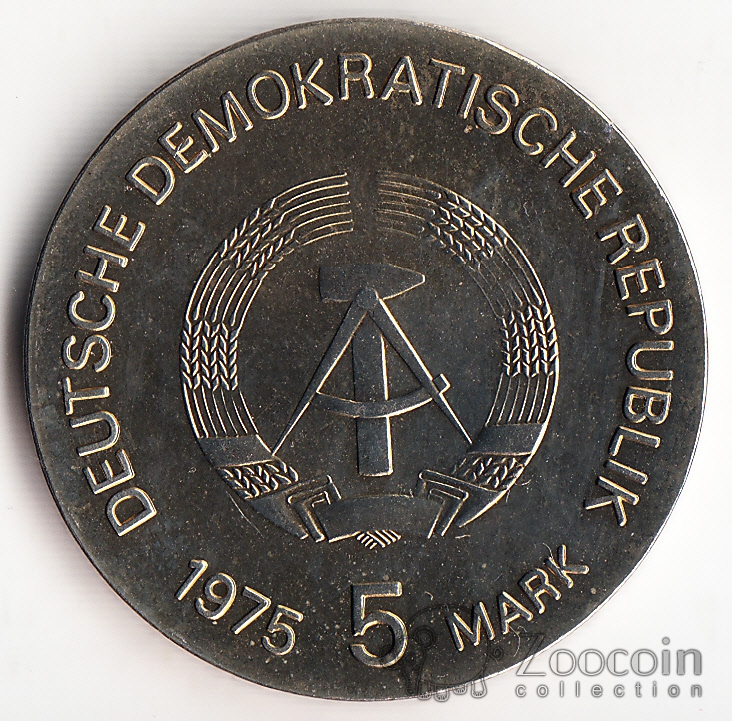 DEUTSCHE DEMOKRATISCHE REPUBLIK
1975 5 MARK
Zoocoin
collection